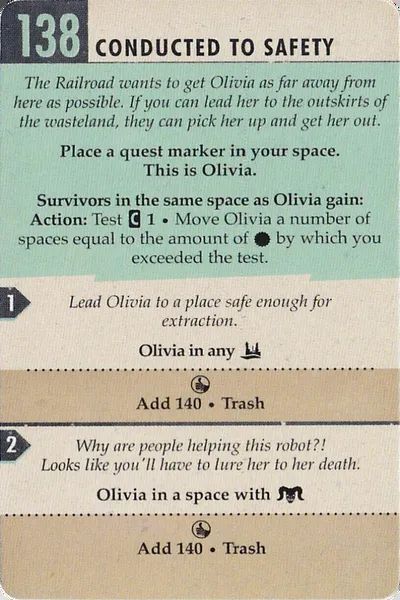 138 CONDUCTED TO SAFETY
The Railroad wants to get Olivia as far away from
here as possible. If you can lead her to the outskirts of
the wasteland, they can pick her up and get her out.
Place a quest marker in your space.
This is Olivia.
Survivors in the same space as Olivia gain:
Action: Test C 1 • Move Olivia a number of
spaces equal to the amount of by which you
exceeded the test.
1
Lead Olivia to a place safe enough for
extraction.
Olivia in any
Add 140 • Trash
2
Why are people helping this robot?!
Looks like you'll have to lure her to her death.
Olivia in a space with
Add 140 • Trash